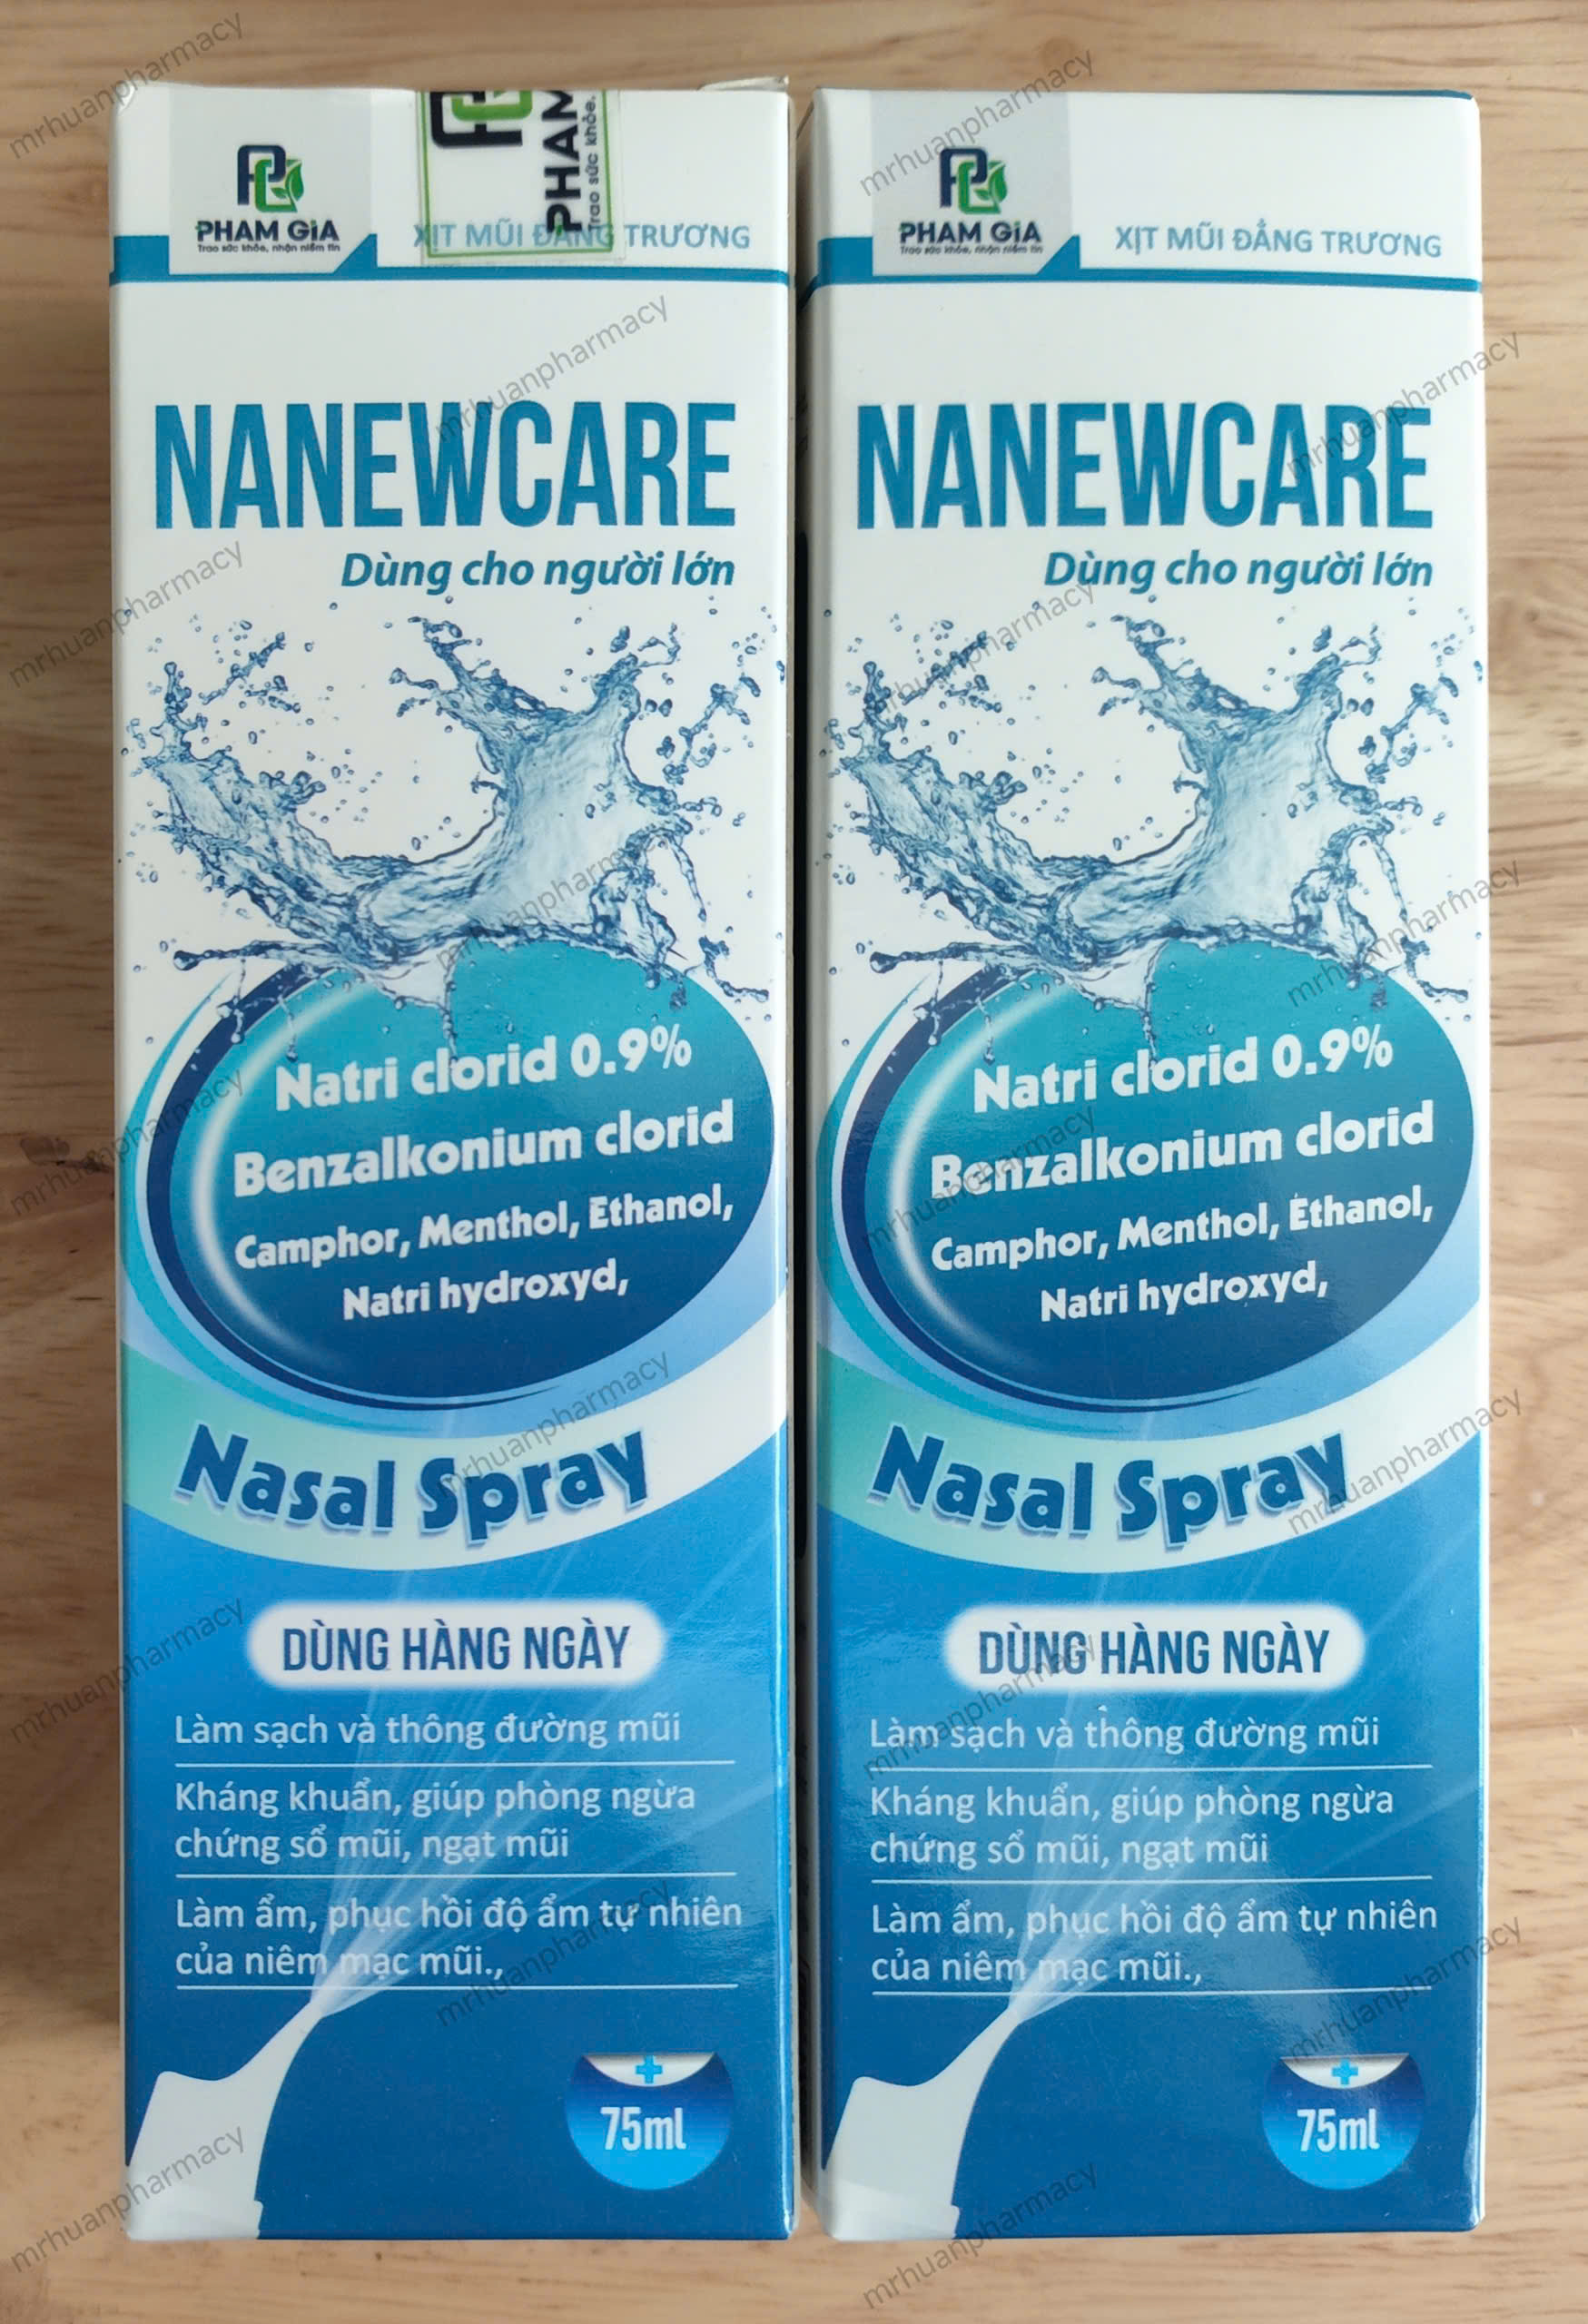 PHAM GiA
Trao sức khỏe, nhận niềm tin
PHAM
Trao sức khỏe.
XỊT MŨI ĐẲNG TRƯƠNG
NANEWCARE
Dùng cho người lớn
Natri clorid 0.9%
Benzalkonium clorid
Camphor, Menthol, Ethanol,
Natri hydroxyd,
Nasal Spray
DÙNG HÀNG NGÀY
Làm sạch và thông đường mũi
Kháng khuẩn, giúp phòng ngừa
chứng sổ mũi, ngạt mũi
Làm ẩm, phục hồi độ ẩm tự nhiên
của niêm mạc mũi.,
75ml
PHAM GiA
Trao sức khỏe, nhận niềm tin
XỊT MŨI ĐẲNG TRƯƠNG
NANEWCARE
Dùng cho người lớn
Natri clorid 0.9%
Benzalkonium clorid
Camphor, Menthol, Ethanol,
Natri hydroxyd,
Nasal Spray
DÙNG HÀNG NGÀY
Làm sạch và thông đường mũi
Kháng khuẩn, giúp phòng ngừa
chứng sổ mũi, ngạt mũi
Làm ẩm, phục hồi độ ẩm tự nhiên
của niêm mạc mũi.,
75ml
mrhuanpharmacy